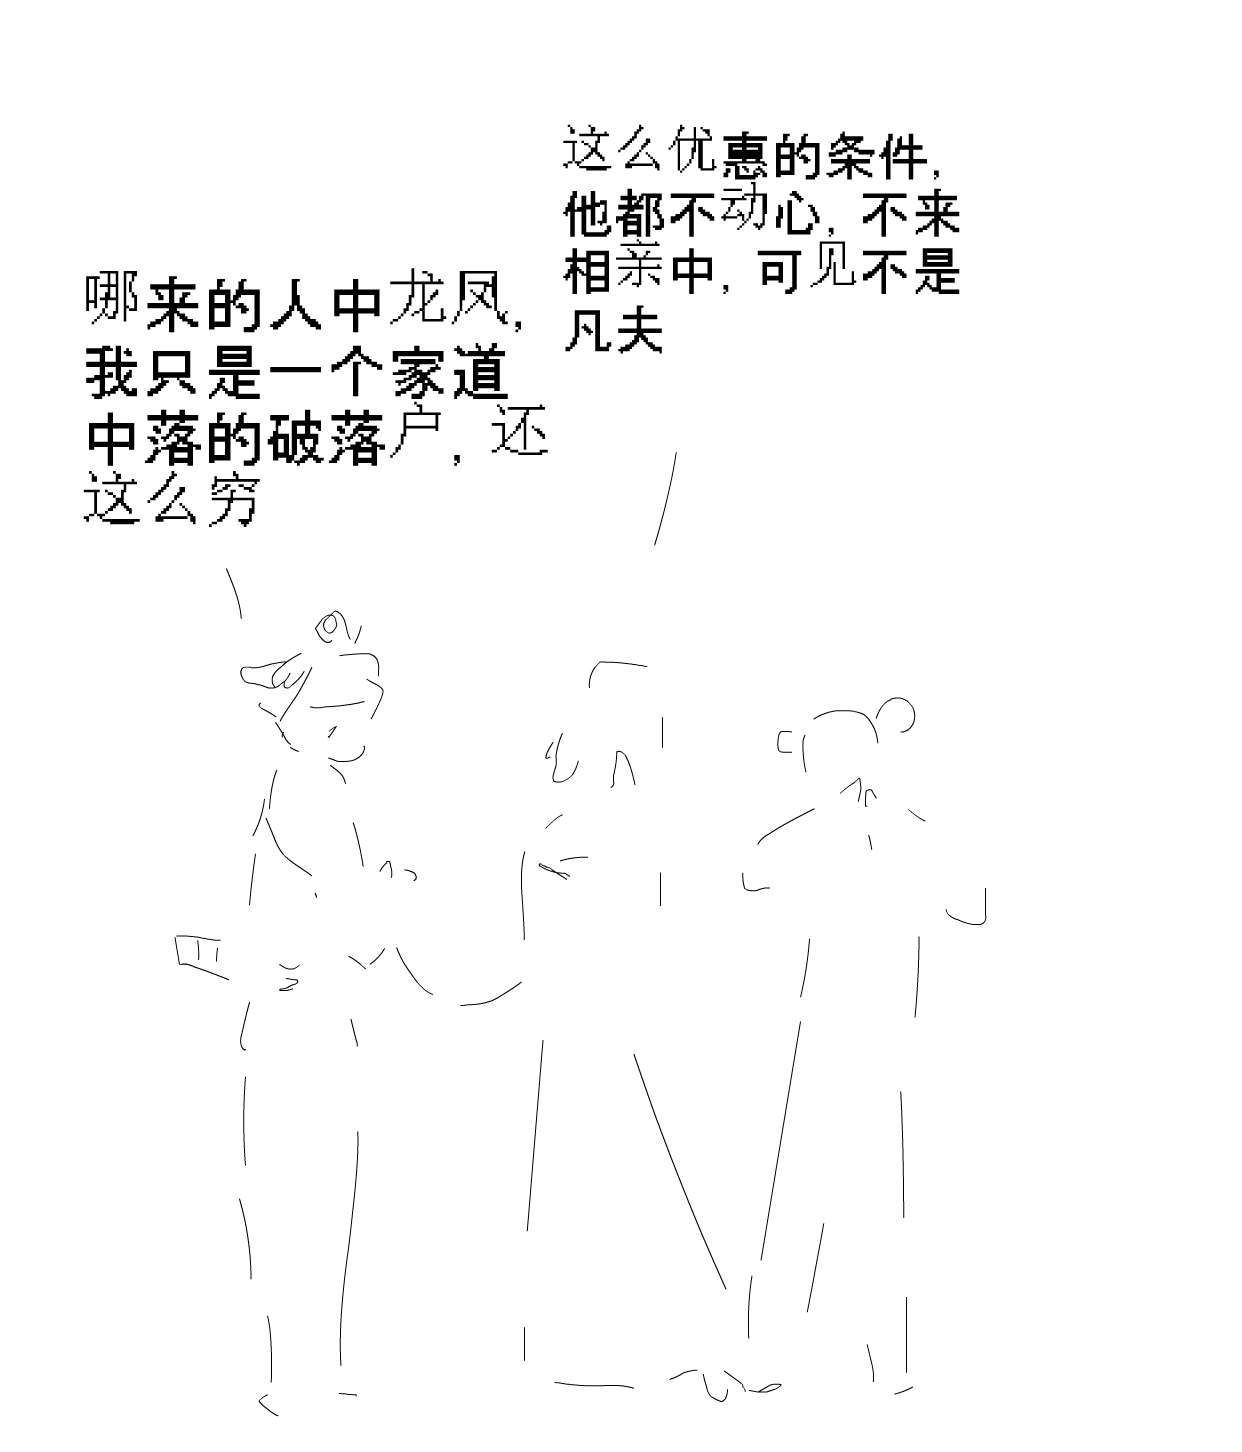 这么优惠的条件,
他都不动心, 不来
相亲中, 可见不是
凡夫
哪来的人中龙凤,
我只是一个家道
中落的破落户, 还
这么穷